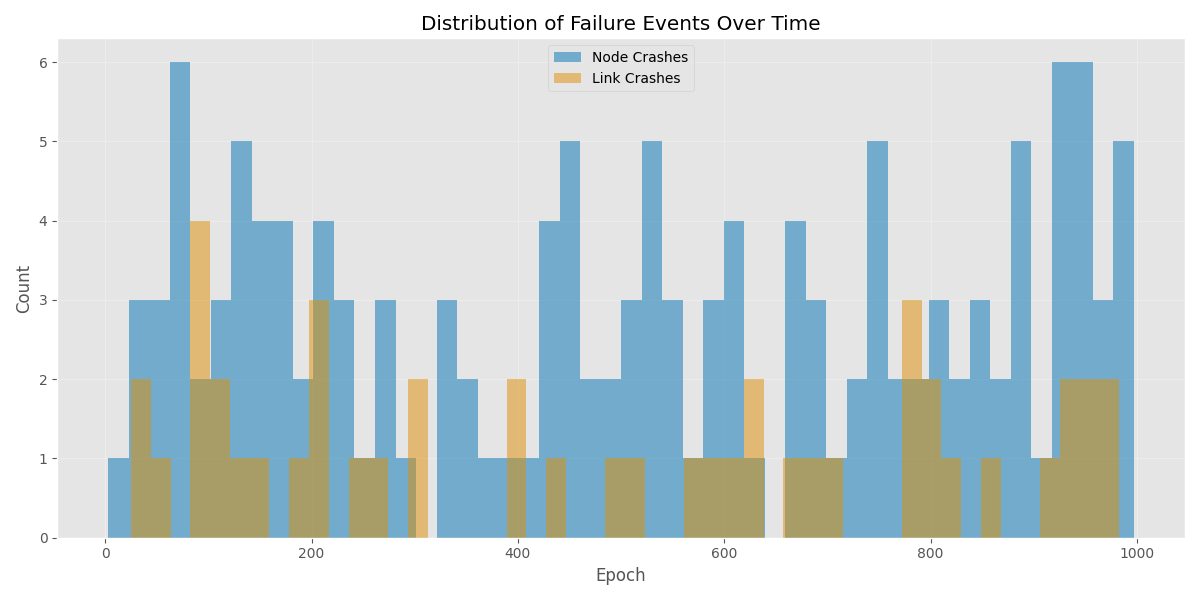 Distribution of Failure Events Over Time
Node Crashes
Link Crashes
Count
6
5
4
3
2
1
0
0 200 400 600 800 1000
Epoch